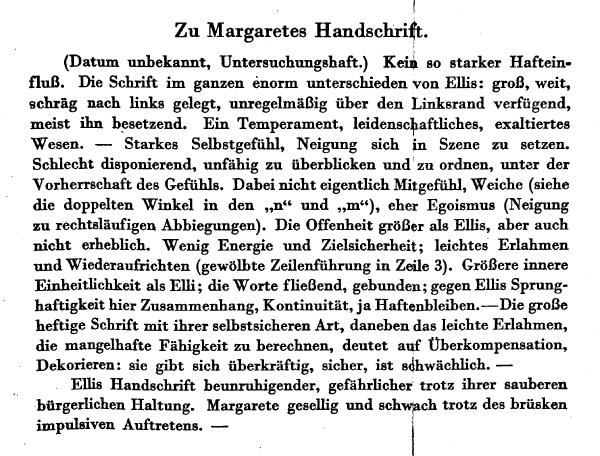 Zu Margaretes Handschrift.
(Datum unbekannt, Untersuchungshaft.) Kein so starker Haftein-
fluß. Die Schrift im ganzen enorm unterschieden von Ellis: groß, weit,
schräg nach links gelegt, unregelmäßig über den Linksrand verfügend,
meist ihn besetzend. Ein Temperament, leidenschaftliches, exaltiertes
Wesen. — Starkes Selbstgefühl, Neigung sich in Szene zu setzen.
Schlecht disponierend, unfähig zu überblicken und zu ordnen, unter der
Vorherrschaft des Gefühls. Dabei nicht eigentlich Mitgefühl, Weiche (siehe
die doppelten Winkel in den „n“ und „m“), eher Egoismus (Neigung
zu rechtsläufigen Abbiegungen). Die Offenheit größer als Ellis, aber auch
nicht erheblich. Wenig Energie und Zielsicherheit; leichtes Erlahmen
und Wiederaufrichten (gewölbte Zeilenführung in Zeile 3). Größere innere
Einheitlichkeit als Elli; die Worte fließend, gebunden; gegen Ellis Sprung-
haftigkeit hier Zusammenhang, Kontinuität, ja Haftenbleiben.—Die große
heftige Schrift mit ihrer selbstsicheren Art, daneben das leichte Erlahmen,
die mangelhafte Fähigkeit zu berechnen, deutet auf Überkompensation,
Dekorieren: sie gibt sich überkräftig, sicher, ist schwächlich. —
Ellis Handschrift beunruhigender, gefährlicher trotz ihrer sauberen
bürgerlichen Haltung. Margarete gesellig und schwach trotz des brüsken
impulsiven Auftretens. —